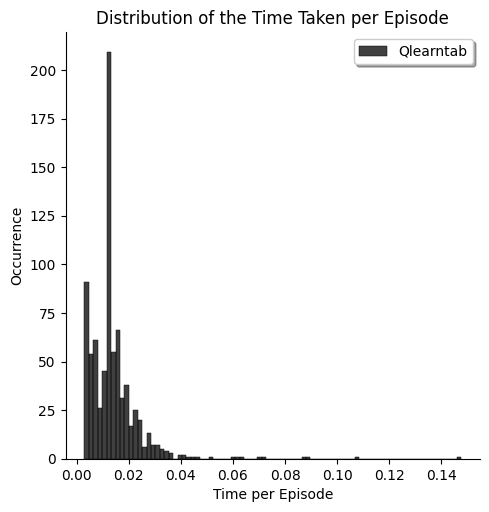 Distribution of the Time Taken per Episode
Qlearntab
200
175
150
125
100
75
50
25
0
Occurrence
0.00 0.02 0.04 0.06 0.08 0.10 0.12 0.14
Time per Episode